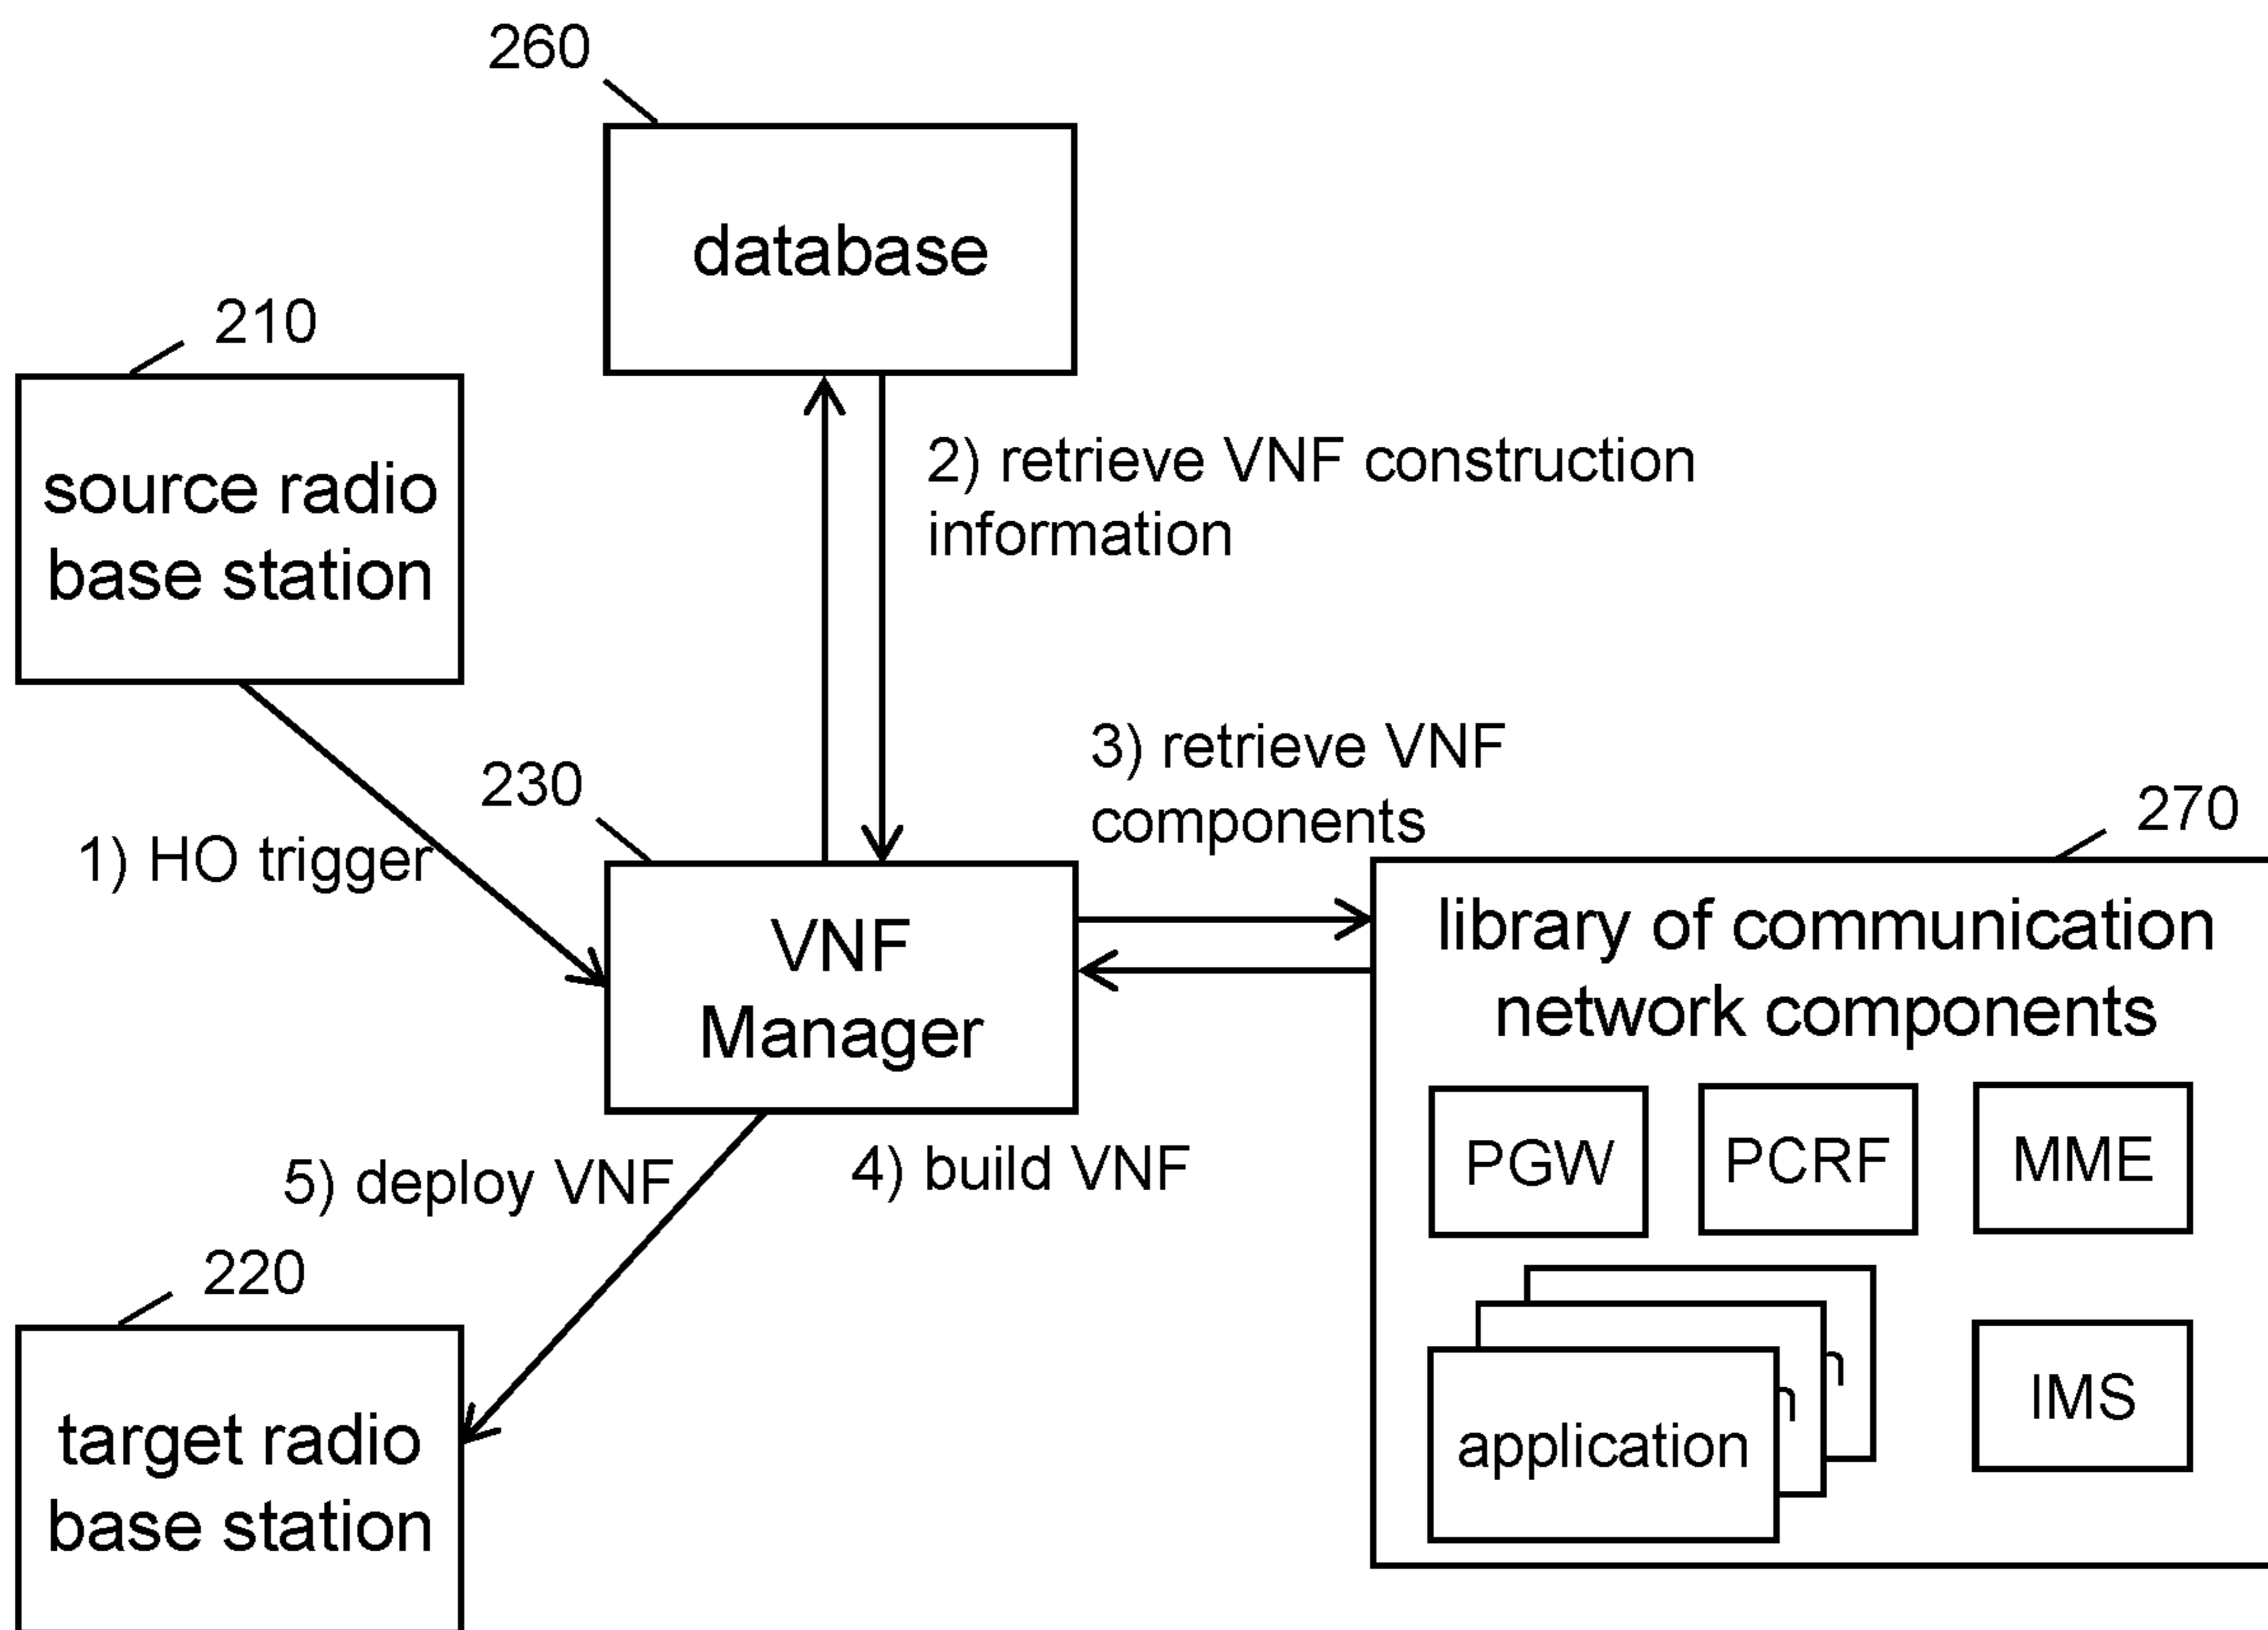 260
database
210
source radio
base station
2) retrieve VNF construction
information
3) retrieve VNF
components
230
270
1) HO trigger
VNF
Manager
library of communication
network components
PGW
PCRF
MME
5) deploy VNF
4) build VNF
220
target radio
base station
application
n
n
IMS